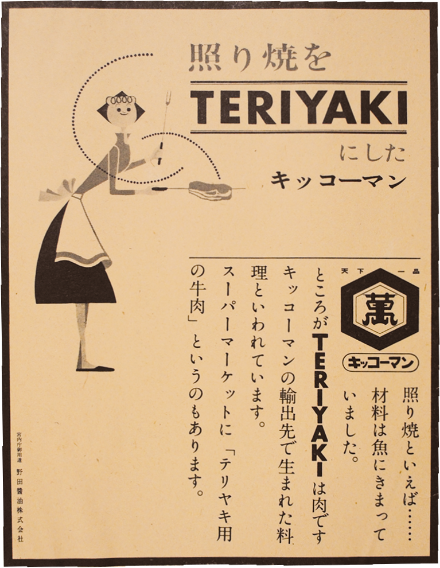 照り焼を
TERIYAKI
にした
キッコーマン
天下一品
萬
キッコーマン
照り焼といえば……
材料は魚にきまって
いました。
ところがTERIYAKIは肉です
キッコーマンの輸出先で生まれた料
理といわれています。
スーパーマーケットに「テリヤキ用
の牛肉」というのもあります。
宮内庁御用達 野田醤油株式会社